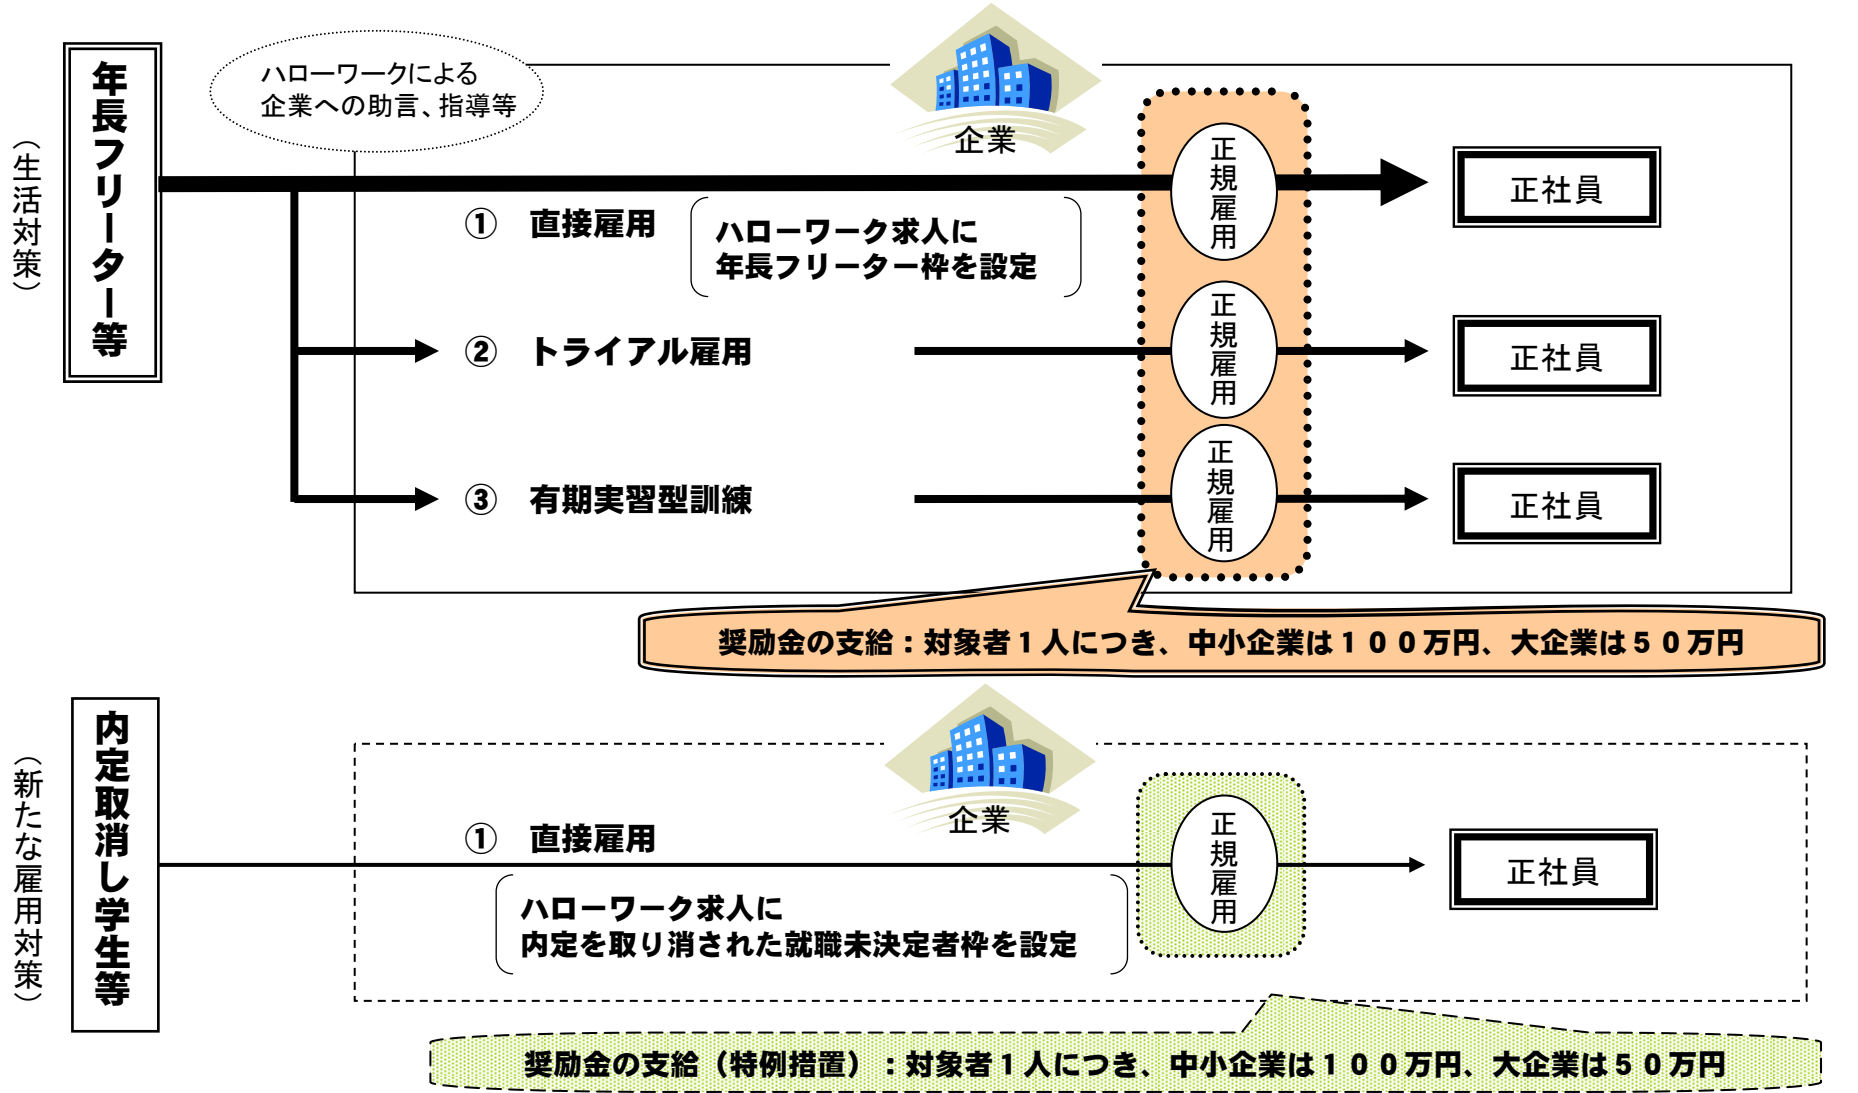 年長フリーター等
（生活対策）
ハローワークによる
企業への助言、指導等
企業
① 直接雇用
ハローワーク求人に
年長フリーター枠を設定
正規雇用
正社員
② トライアル雇用
正規雇用
正社員
③ 有期実習型訓練
正規雇用
正社員
奨励金の支給：対象者１人につき、中小企業は１００万円、大企業は５０万円
内定取消し学生等
（新たな雇用対策）
企業
① 直接雇用
ハローワーク求人に
内定を取り消された就職未決定者枠を設定
正規雇用
正社員
奨励金の支給（特例措置）：対象者１人につき、中小企業は１００万円、大企業は５０万円